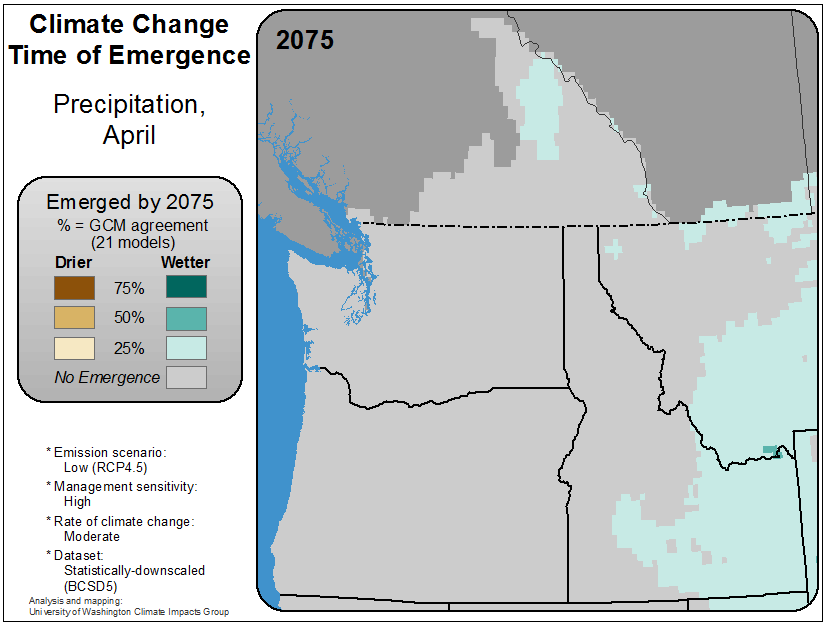 Climate Change
Time of Emergence
Precipitation,
April
2075
Emerged by 2075
% = GCM agreement
(21 models)
Drier Wetter
75%
50%
25%
No Emergence
* Emission scenario:
Low (RCP4.5)
* Management sensitivity:
High
* Rate of climate change:
Moderate
* Dataset:
Statistically-downscaled
(BCSD5)
Analysis and mapping:
University of Washington Climate Impacts Group